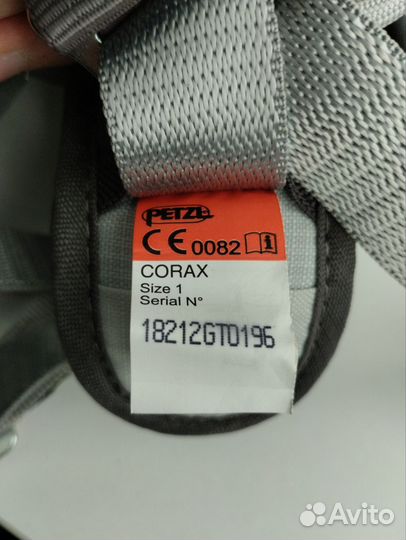 PETZL
CE 0082 i
CORAX
Size 1
Serial N°
18212GT0196
Avito